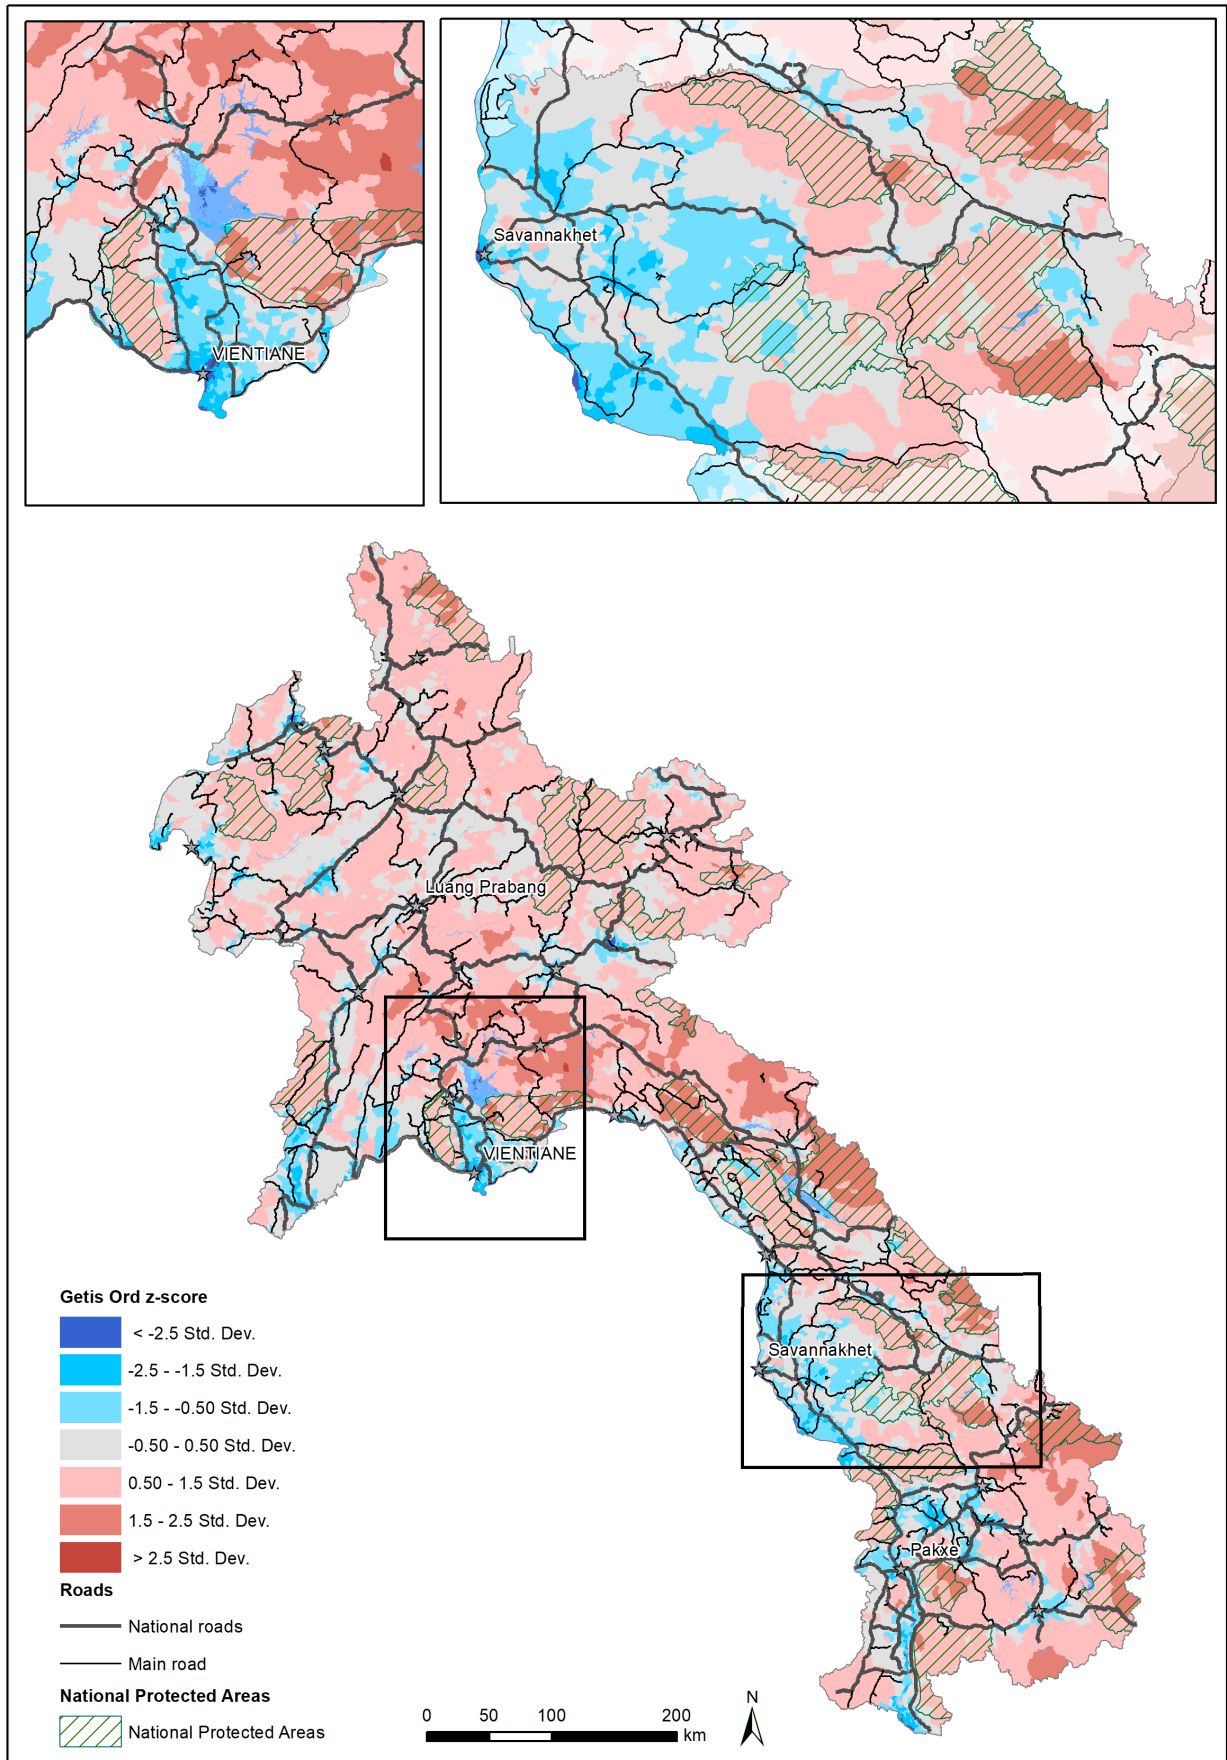 Savannakhet
VIENTIANE
Luang Prabang
VIENTIANE
Savannakhet
Pakxe
Getis Ord z-score
< -2.5 Std. Dev.
-2.5 - -1.5 Std. Dev.
-1.5 - -0.50 Std. Dev.
-0.50 - 0.50 Std. Dev.
0.50 - 1.5 Std. Dev.
1.5 - 2.5 Std. Dev.
> 2.5 Std. Dev.
Roads
National roads
Main road
National Protected Areas
National Protected Areas
0 50 100 200
km
N